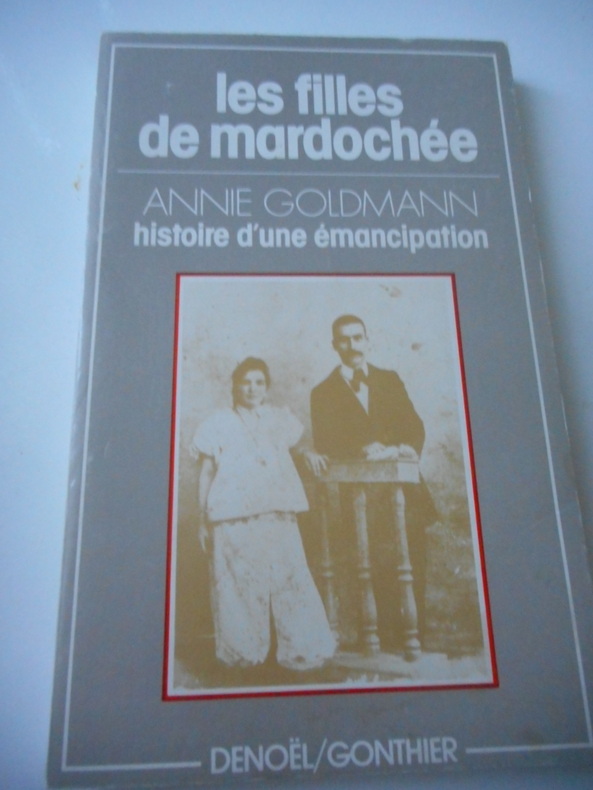 les filles
de mardochée
ANNIE GOLDMANN
histoire d'une émancipation
DENOËL/GONTHIER